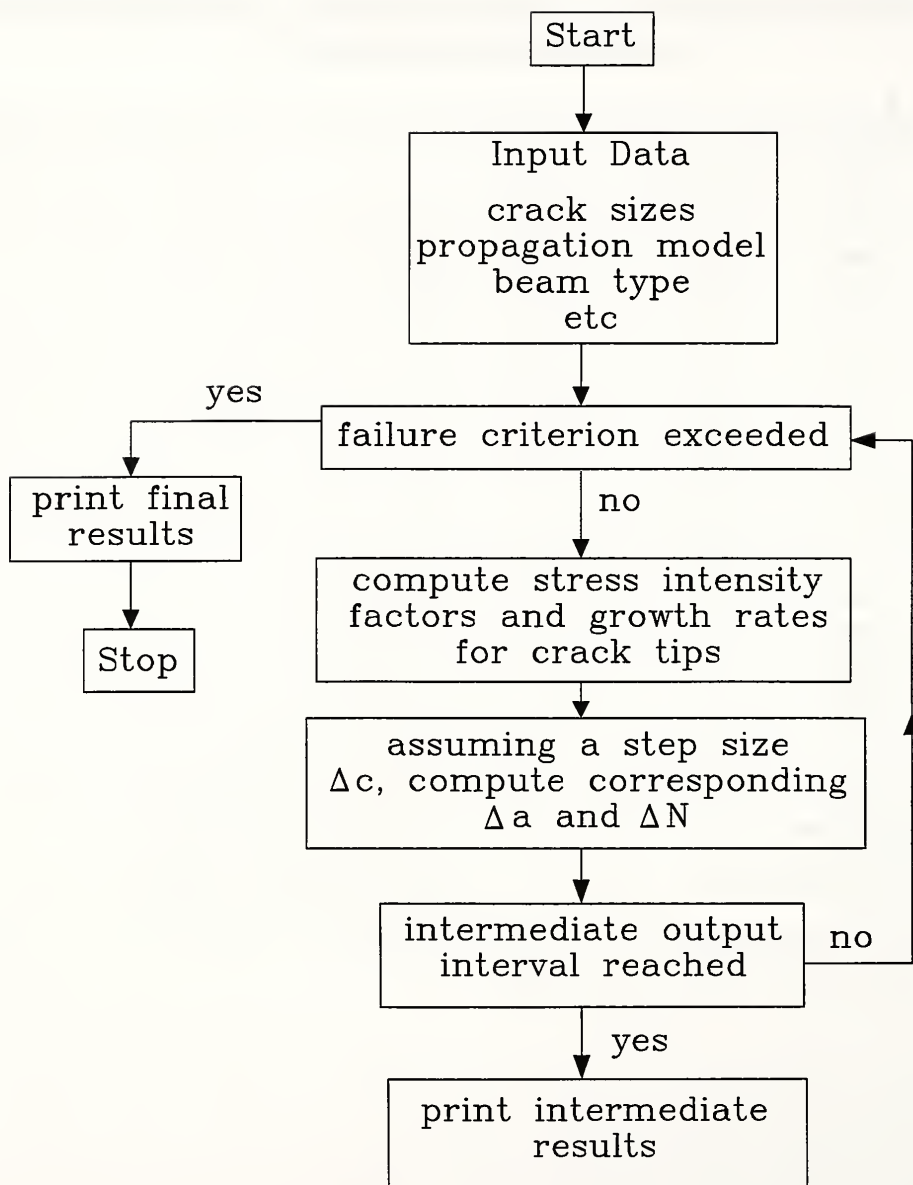 Start
Input Data
crack sizes
propagation model
beam type
etc
yes
failure criterion exceeded
print final
results
no
Stop
compute stress intensity
factors and growth rates
for crack tips
assuming a step size
Δc, compute corresponding
Δa and ΔN
intermediate output
interval reached
no
yes
print intermediate
results